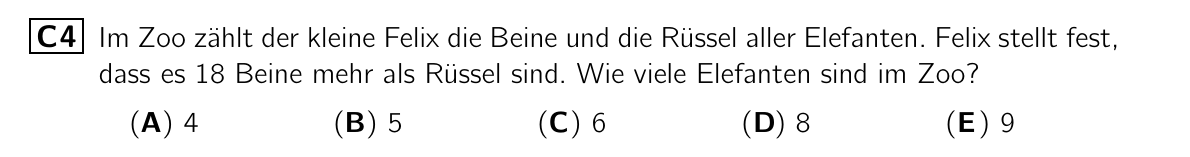 C4 Im Zoo zählt der kleine Felix die Beine und die Rüssel aller Elefanten. Felix stellt fest,
dass es 18 Beine mehr als Rüssel sind. Wie viele Elefanten sind im Zoo?
(A) 4 (B) 5 (C) 6 (D) 8 (E) 9